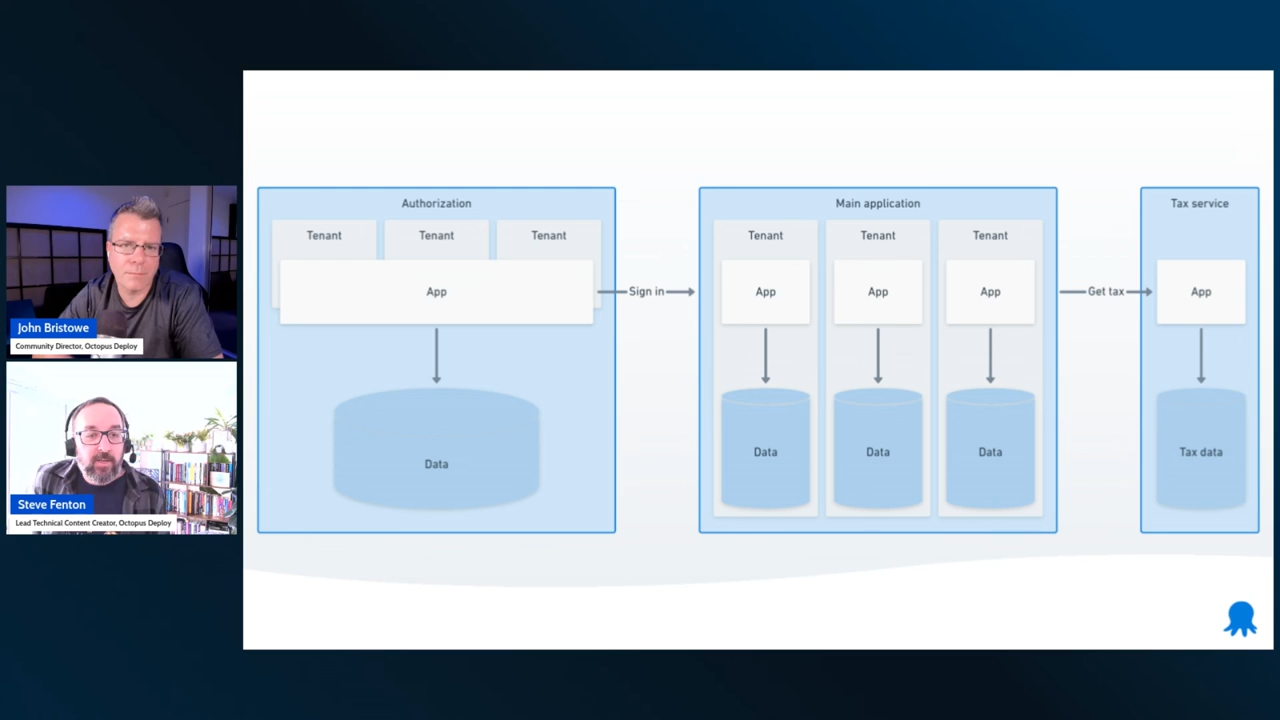 John Bristowe
Community Director, Octopus Deploy
Steve Fenton
Lead Technical Content Creator, Octopus Deploy
Authorization
Tenant
Tenant
Tenant
App
Data
Sign in
Main application
Tenant
Tenant
Tenant
App
App
App
Data
Data
Data
Get tax
Tax service
App
Tax data